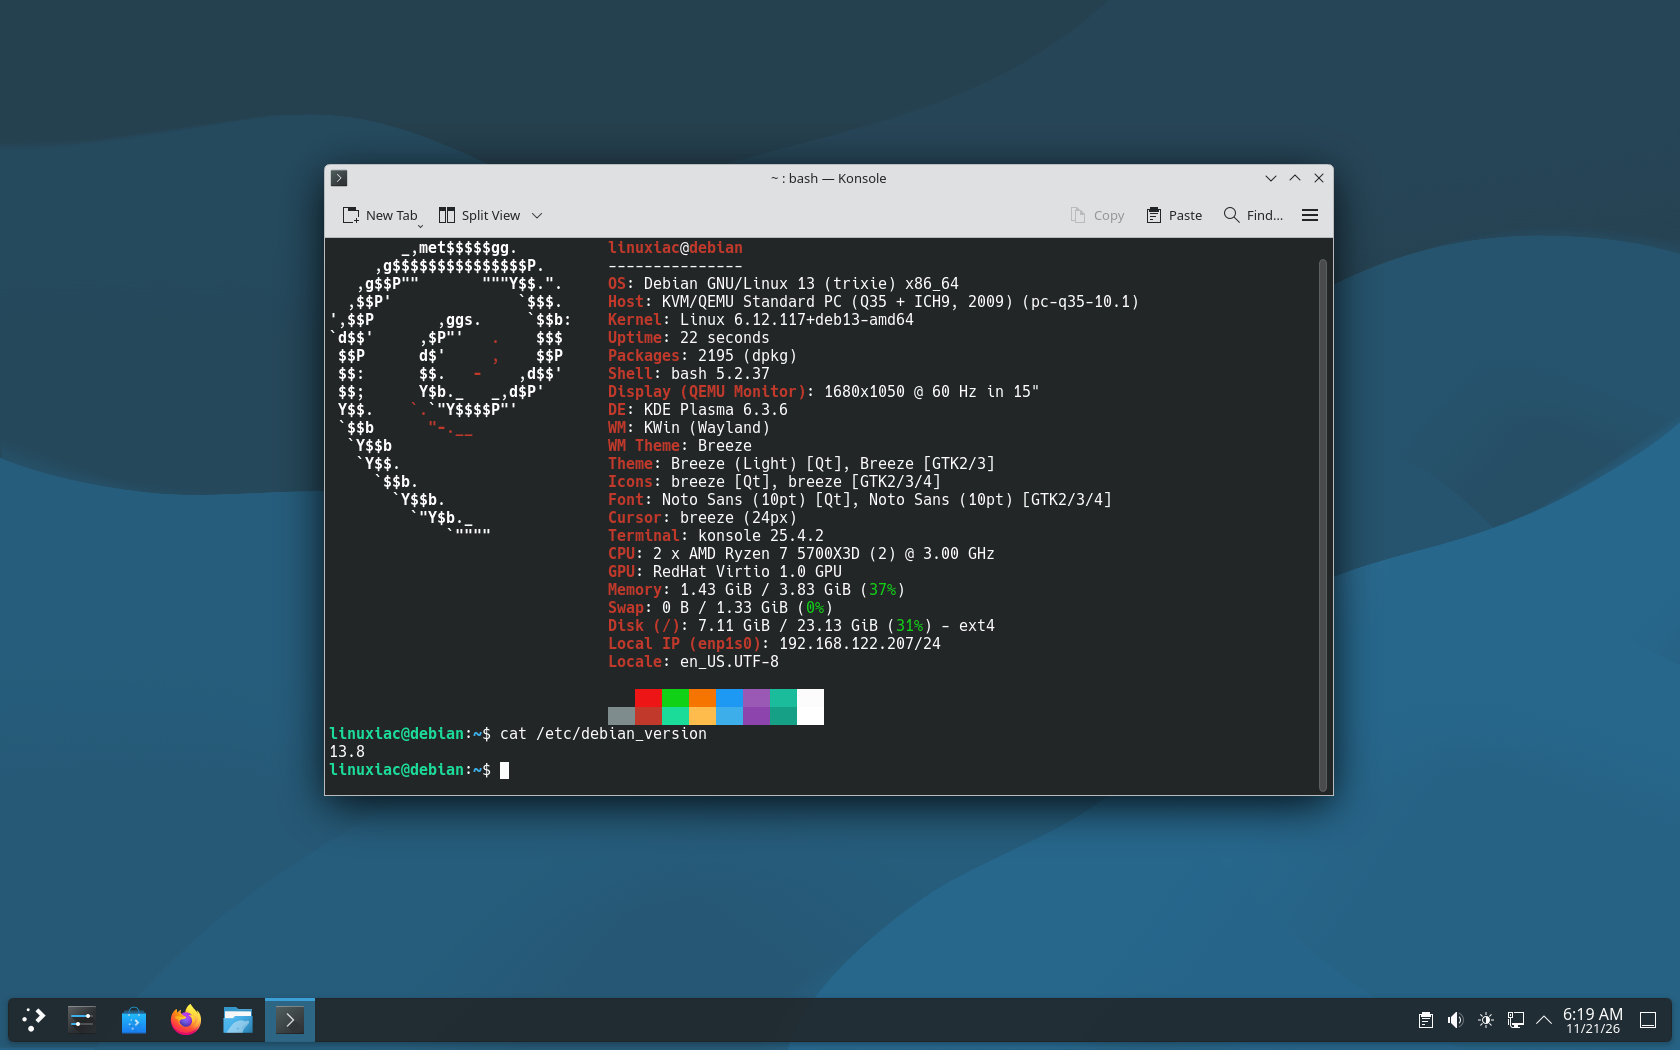 ~ : bash — Konsole
New Tab
Split View
Copy
Paste
Find...
         _,met$$$$$gg.          linuxiac@debian
     ,g$$$$$$$$$$$$$$$P.        ---------------
   ,g$$P""       """Y$$.".      OS: Debian GNU/Linux 13 (trixie) x86_64
  ,$$P'              `$$$.      Host: KVM/QEMU Standard PC (Q35 + ICH9, 2009) (pc-q35-10.1)
',$$P       ,ggs.     `$$b:     Kernel: Linux 6.12.117+deb13-amd64
`d$$'     ,$P"'   .    $$$      Uptime: 22 seconds
 $$P      d$'     ,    $$P      Packages: 2195 (dpkg)
 $$:      $$.   -    ,d$$'      Shell: bash 5.2.37
 $$;      Y$b._   _,d$P'        Display (QEMU Monitor): 1680x1050 @ 60 Hz in 15"
 Y$$.    `.`"Y$$$$P"'           DE: KDE Plasma 6.3.6
 `$$b      "-.__                WM: KWin (Wayland)
  `Y$$b                         WM Theme: Breeze
   `Y$$.                        Theme: Breeze (Light) [Qt], Breeze [GTK2/3]
     `$$b.                      Icons: breeze [Qt], breeze [GTK2/3/4]
       `Y$$b.                   Font: Noto Sans (10pt) [Qt], Noto Sans (10pt) [GTK2/3/4]
         `"Y$b._                Cursor: breeze (24px)
             `""""              Terminal: konsole 25.4.2
CPU: 2 x AMD Ryzen 7 5700X3D (2) @ 3.00 GHz
GPU: RedHat Virtio 1.0 GPU
Memory: 1.43 GiB / 3.83 GiB (37%)
Swap: 0 B / 1.33 GiB (0%)
Disk (/): 7.11 GiB / 23.13 GiB (31%) - ext4
Local IP (enp1s0): 192.168.122.207/24
Locale: en_US.UTF-8
linuxiac@debian:~$ cat /etc/debian_version
13.8
linuxiac@debian:~$
6:19 AM
11/21/26